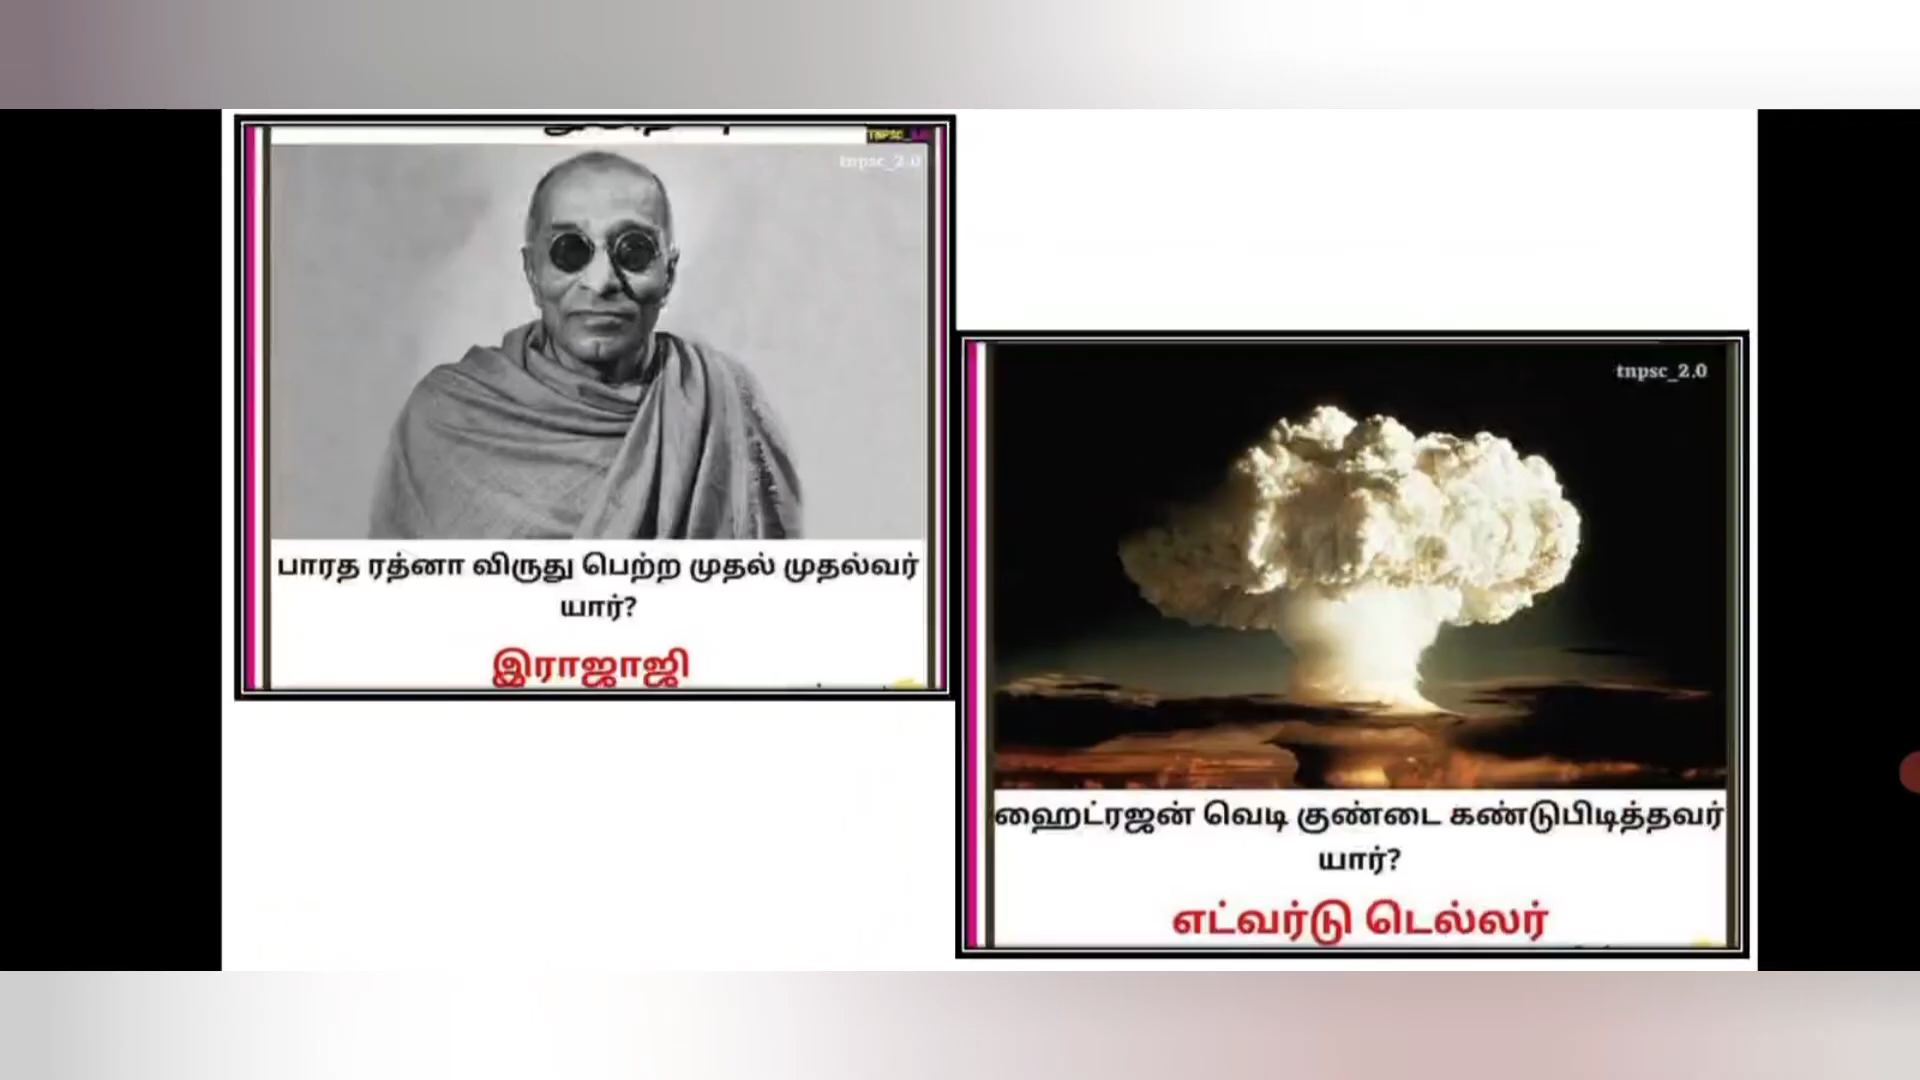 tnpsc_2.0
பாரத ரத்னா விருது பெற்ற முதல் முதல்வர்
யார்?
இராஜாஜி
tnpsc_2.0
ஹைட்ரஜன் வெடி குண்டை கண்டுபிடித்தவர்
யார்?
எட்வர்டு டெல்லர்